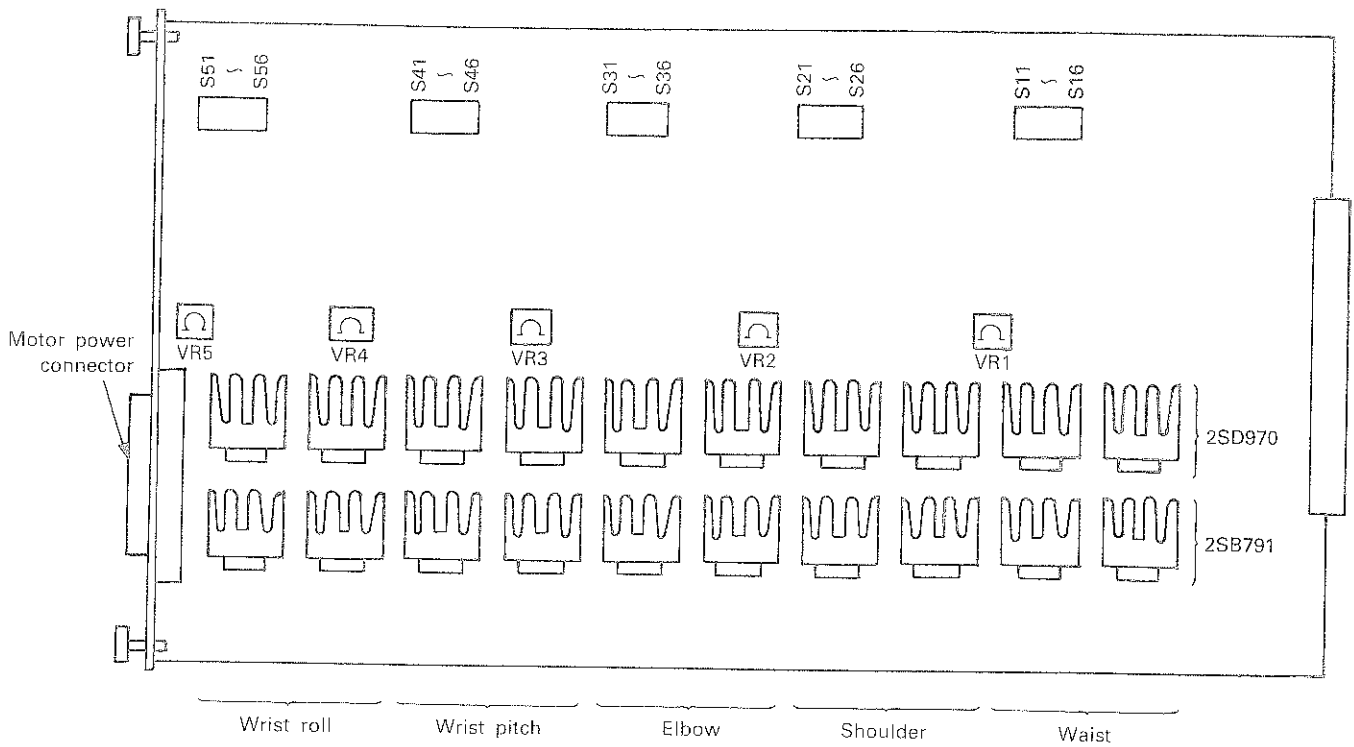 S51 ~ S56
S41 ~ S46
S31 ~ S36
S21 ~ S26
S11 ~ S16
Motor power
connector
VR5
VR4
VR3
VR2
VR1
2SD970
2SB791
Wrist roll
Wrist pitch
Elbow
Shoulder
Waist